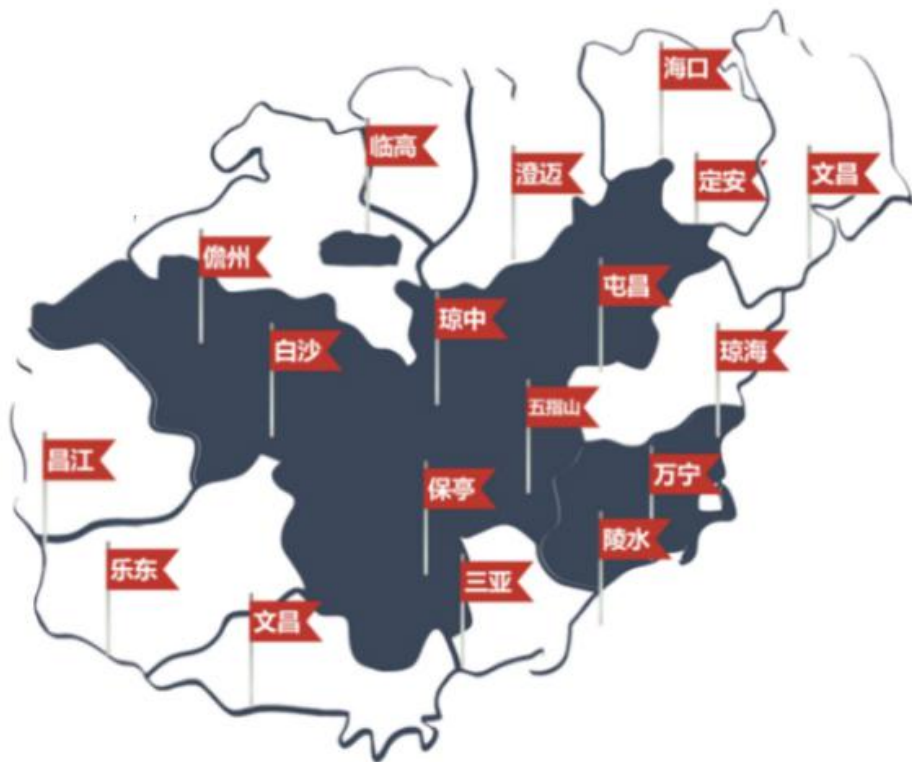 海口
临高
澄迈
定安
文昌
儋州
屯昌
琼中
白沙
琼海
五指山
昌江
万宁
保亭
陵水
乐东
三亚
文昌